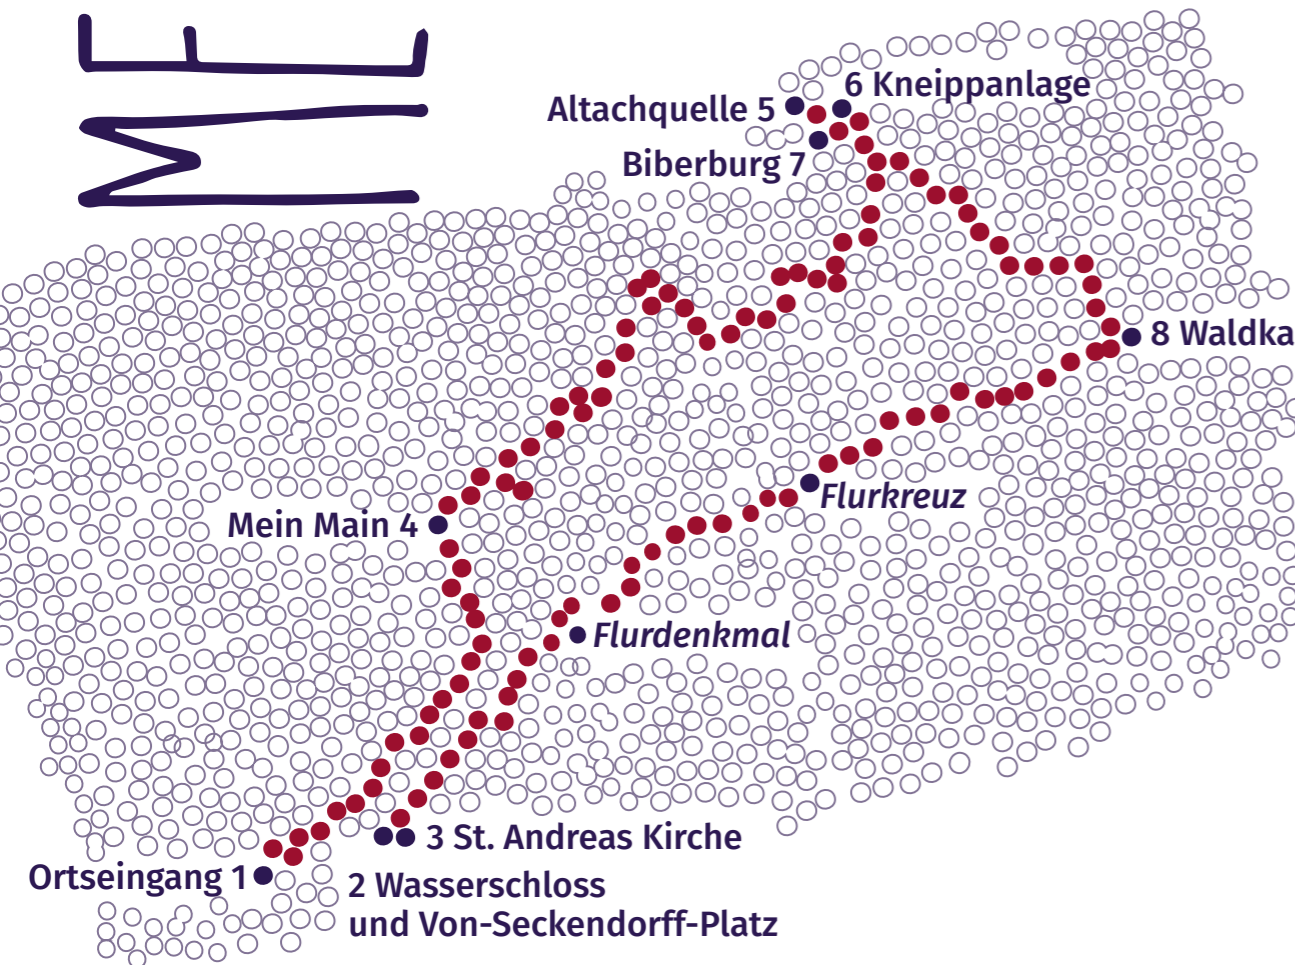 ME
6 Kneippanlage
Altachquelle 5
Biberburg 7
8 Waldka
Flurkreuz
Mein Main 4
Flurdenkmal
3 St. Andreas Kirche
Ortseingang 1
2 Wasserschloss
und Von-Seckendorff-Platz